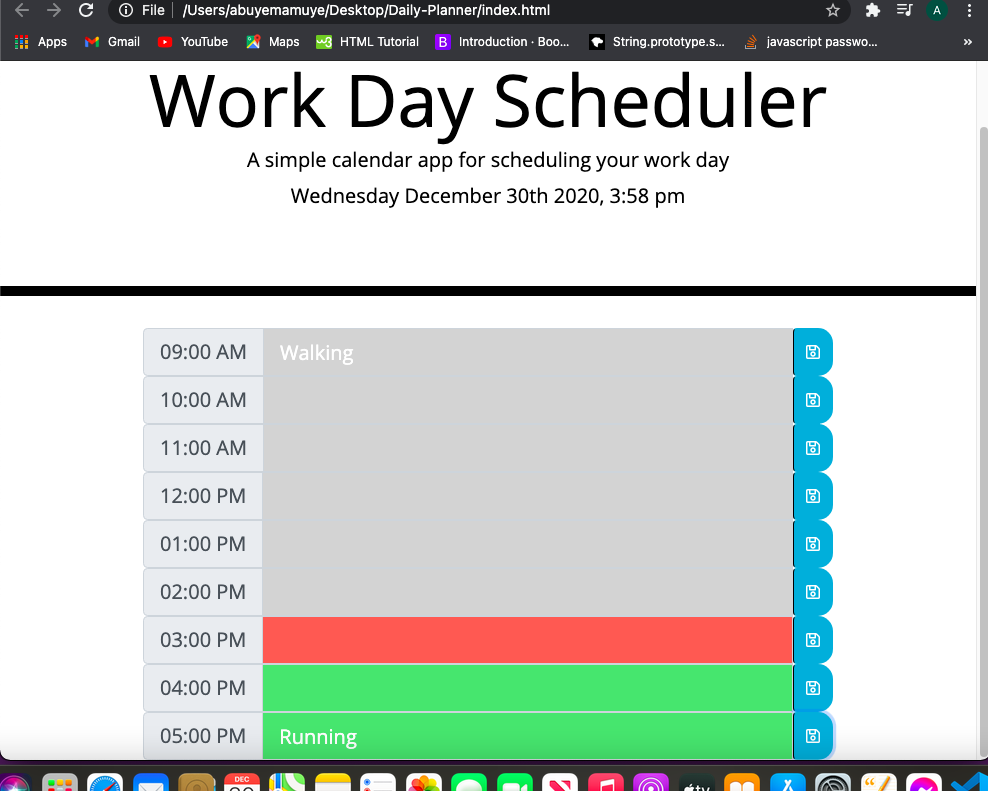 File /Users/abuyemamuye/Desktop/Daily-Planner/index.html A
Apps Gmail YouTube Maps HTML Tutorial B Introduction · Boo... String.prototype.s... javascript passwo... »
Work Day Scheduler
A simple calendar app for scheduling your work day
Wednesday December 30th 2020, 3:58 pm
09:00 AM Walking
10:00 AM
11:00 AM
12:00 PM
01:00 PM
02:00 PM
03:00 PM
04:00 PM
05:00 PM Running
DEC
tv